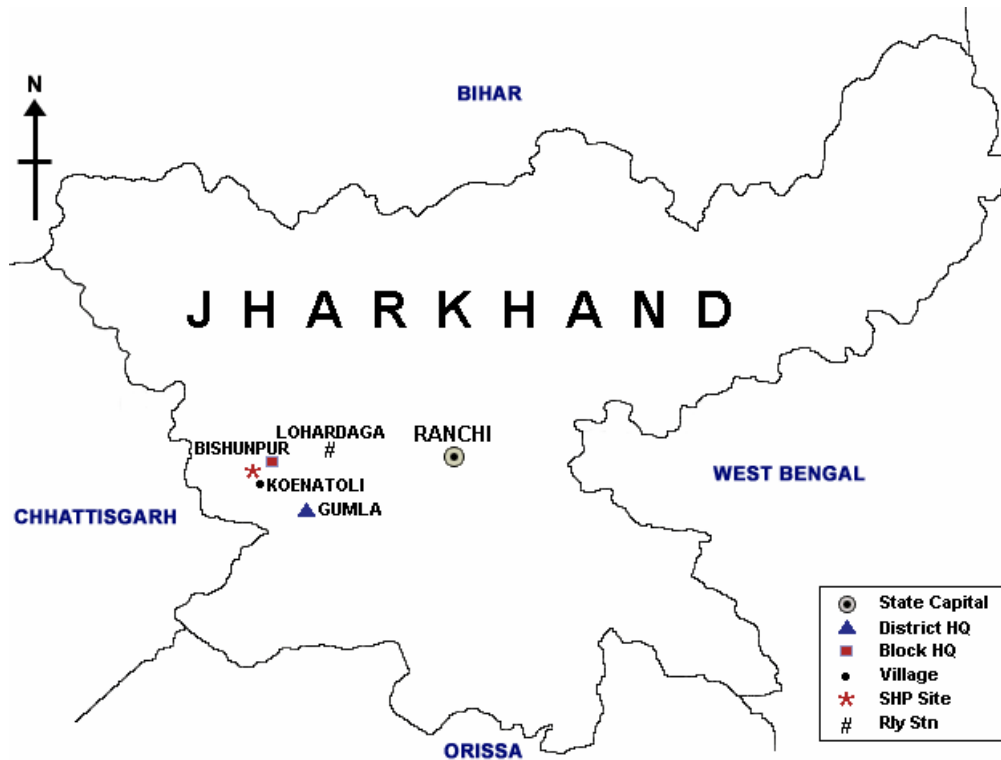 N
BIHAR
J H A R K H A N D
LOHARDAGA
#
RANCHI
BISHUNPUR
KOENATOLI
GUMLA
WEST BENGAL
CHHATTISGARH
ORISSA
State Capital
District HQ
Block HQ
Village
SHP Site
# Rly Stn